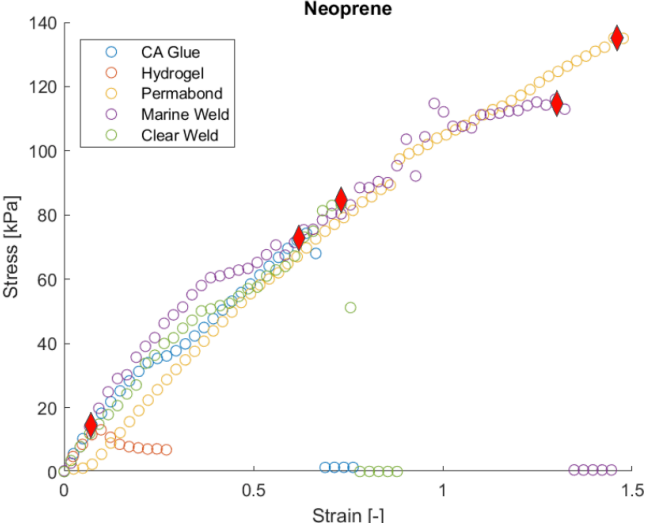 Neoprene
140
120
100
80
60
40
20
0
CA Glue
Hydrogel
Permabond
Marine Weld
Clear Weld
Stress [kPa]
0
0.5
1
1.5
Strain [-]